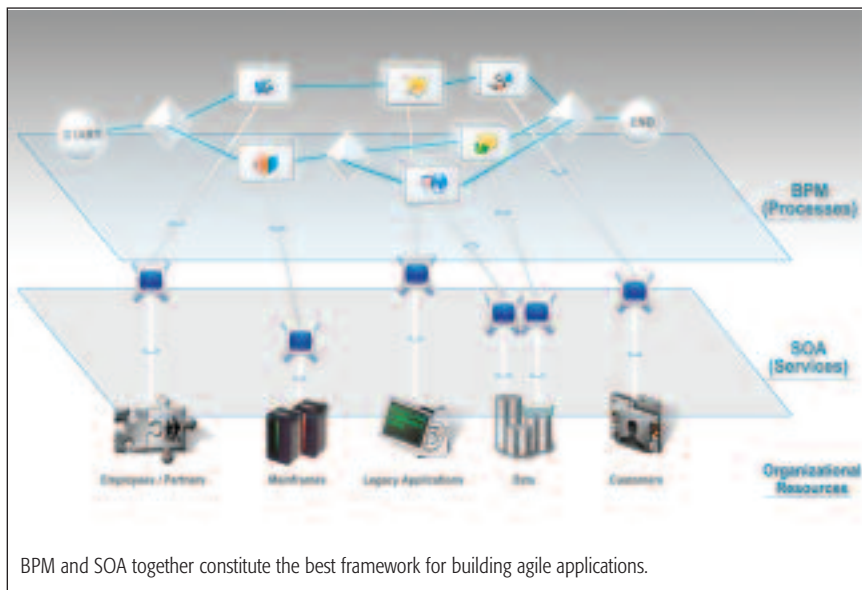 START
END
BPM
(Processes)
SOA
(Services)
Employees / Partners
Mainframes
Legacy Applications
Data
Customers
Organizational
Resources
BPM and SOA together constitute the best framework for building agile applications.